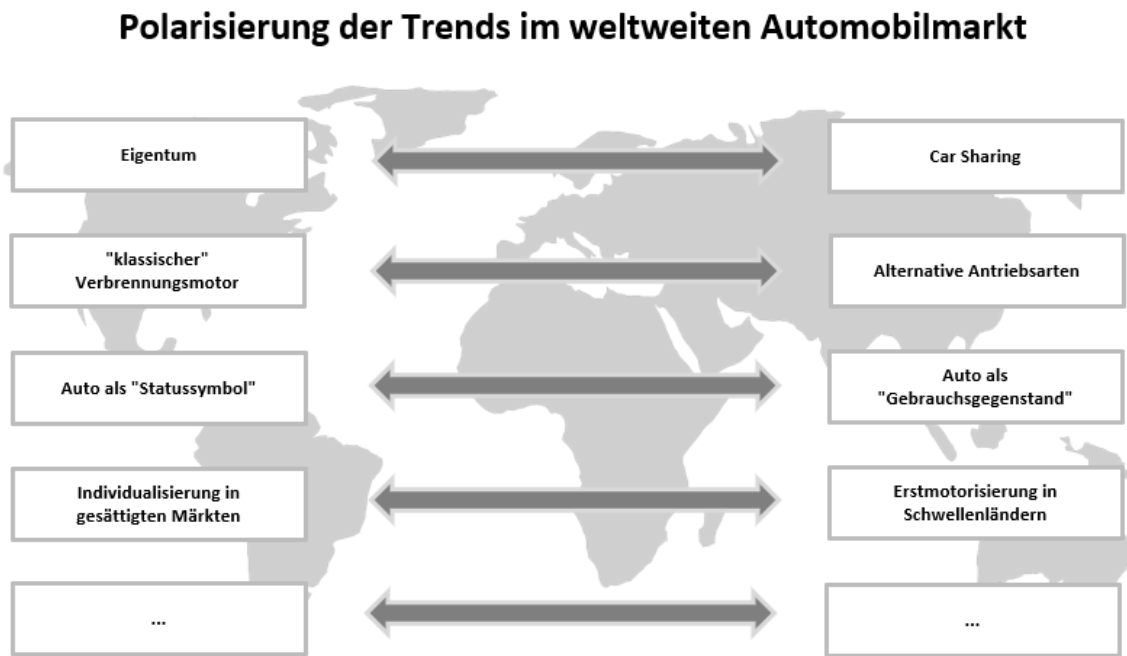 Polarisierung der Trends im weltweiten Automobilmarkt
Eigentum
Car Sharing
"klassischer"
Verbrennungsmotor
Alternative Antriebsarten
Auto als "Statussymbol"
Auto als
"Gebrauchsgegenstand"
Individualisierung in
gesättigten Märkten
Erstmotorisierung in
Schwellenländern
...
...